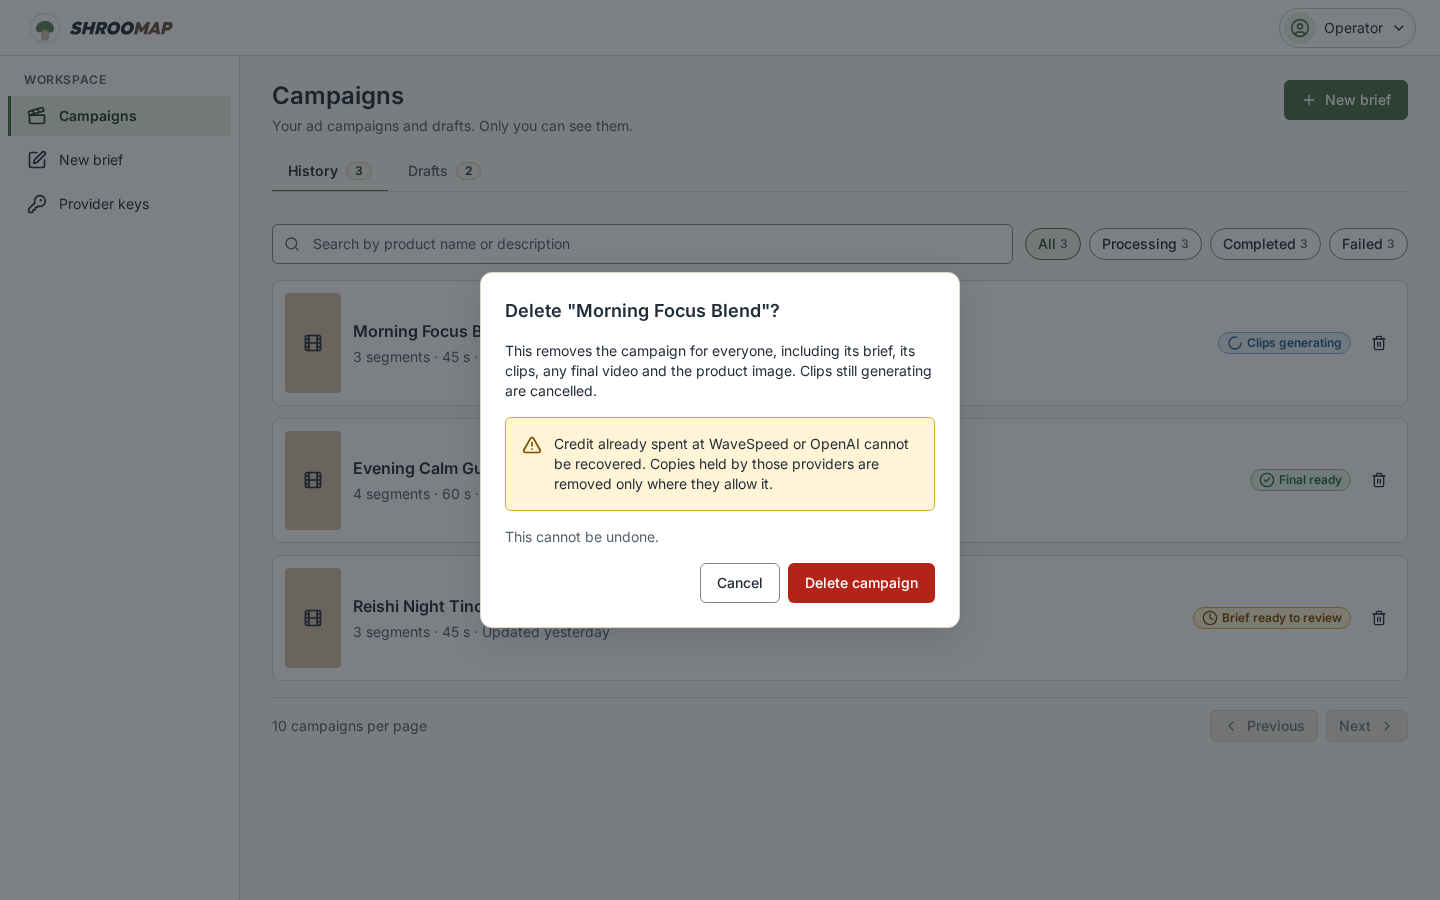 SHROOMAP
Operator
WORKSPACE
Campaigns
New brief
Provider keys
Campaigns
Your ad campaigns and drafts. Only you can see them.
New brief
History 3
Drafts 2
Search by product name or description
All 3
Processing 3
Completed 3
Failed 3
Morning Focus B
3 segments · 45 s ·
Clips generating
Evening Calm Gu
4 segments · 60 s ·
Final ready
Reishi Night Tinc
3 segments · 45 s · Updated yesterday
Brief ready to review
Delete "Morning Focus Blend"?
This removes the campaign for everyone, including its brief, its
clips, any final video and the product image. Clips still generating
are cancelled.
Credit already spent at WaveSpeed or OpenAI cannot
be recovered. Copies held by those providers are
removed only where they allow it.
This cannot be undone.
Cancel
Delete campaign
10 campaigns per page
Previous
Next